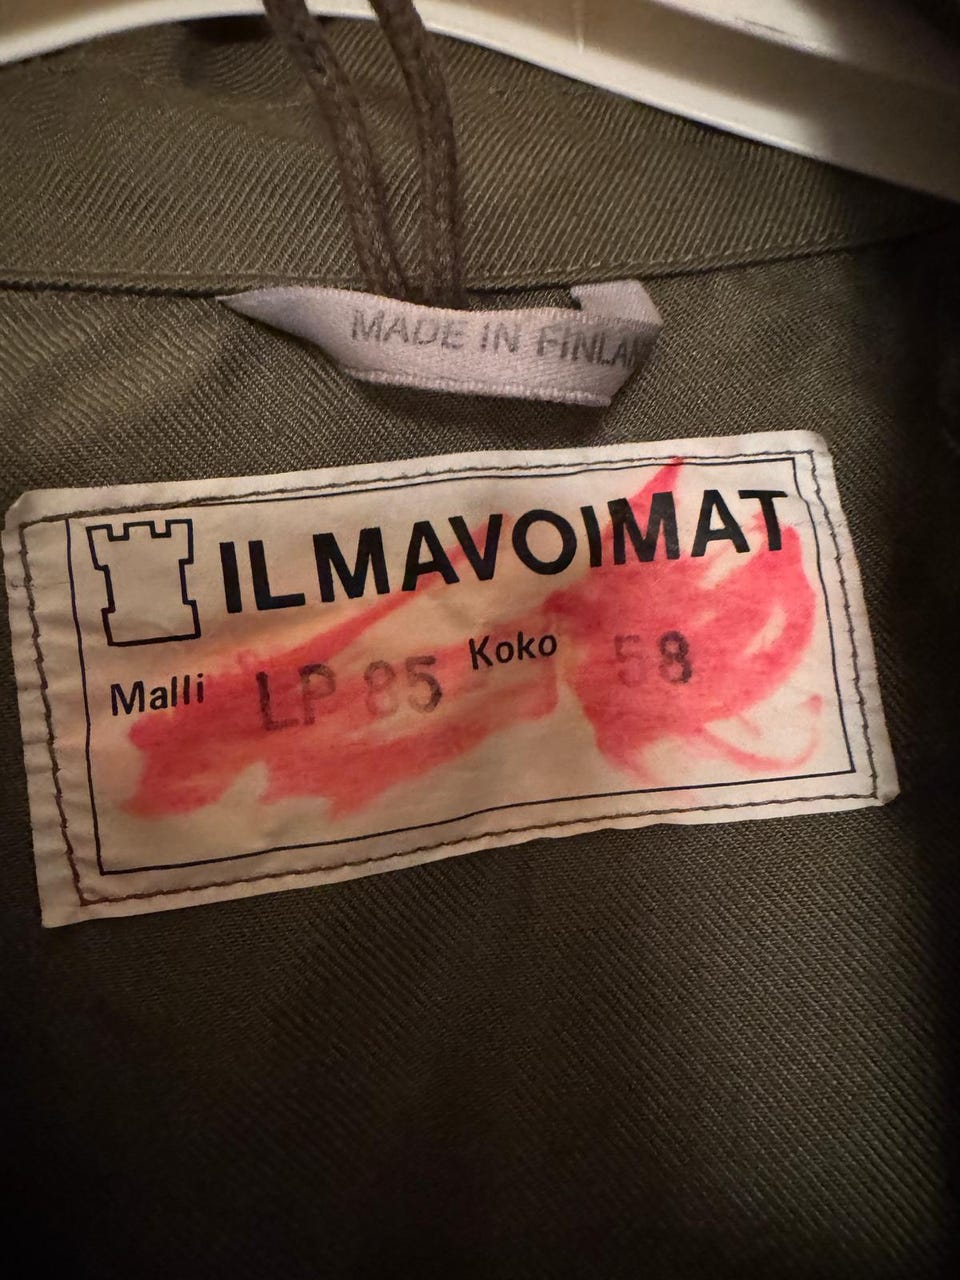 MADE IN FINLAN
ILMAVOIMAT
Malli LP 85 Koko 58